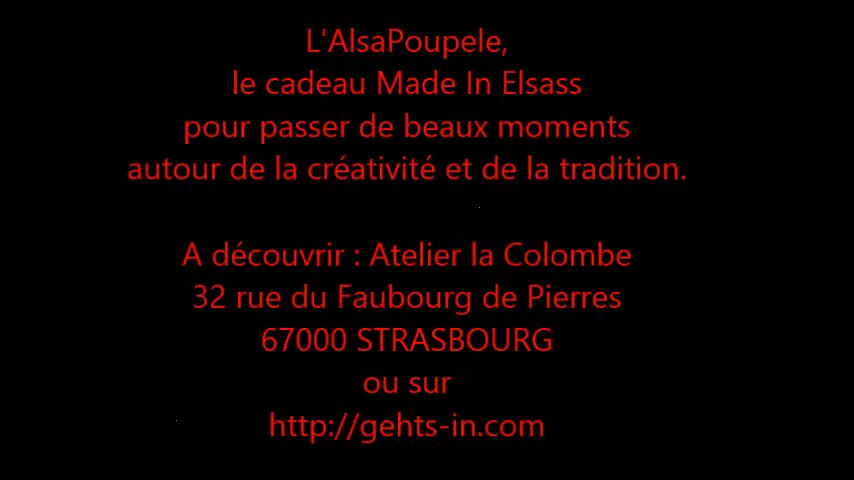 L'AlsaPoupele,
le cadeau Made In Elsass
pour passer de beaux moments
autour de la créativité et de la tradition.
A découvrir : Atelier la Colombe
32 rue du Faubourg de Pierres
67000 STRASBOURG
ou sur
http://gehts-in.com